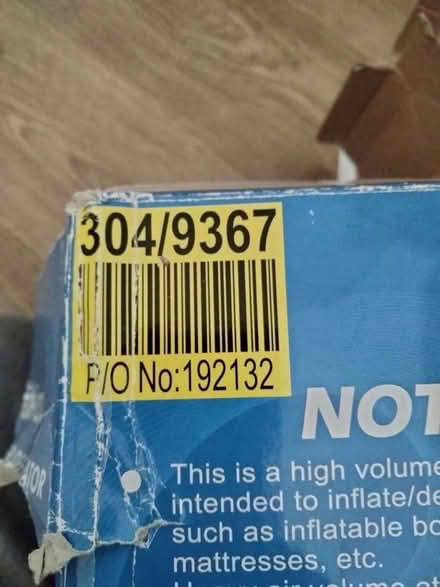 304/9367
P/O No:192132
NOT
This is a high volume
intended to inflate/de
such as inflatable bo
mattresses, etc.